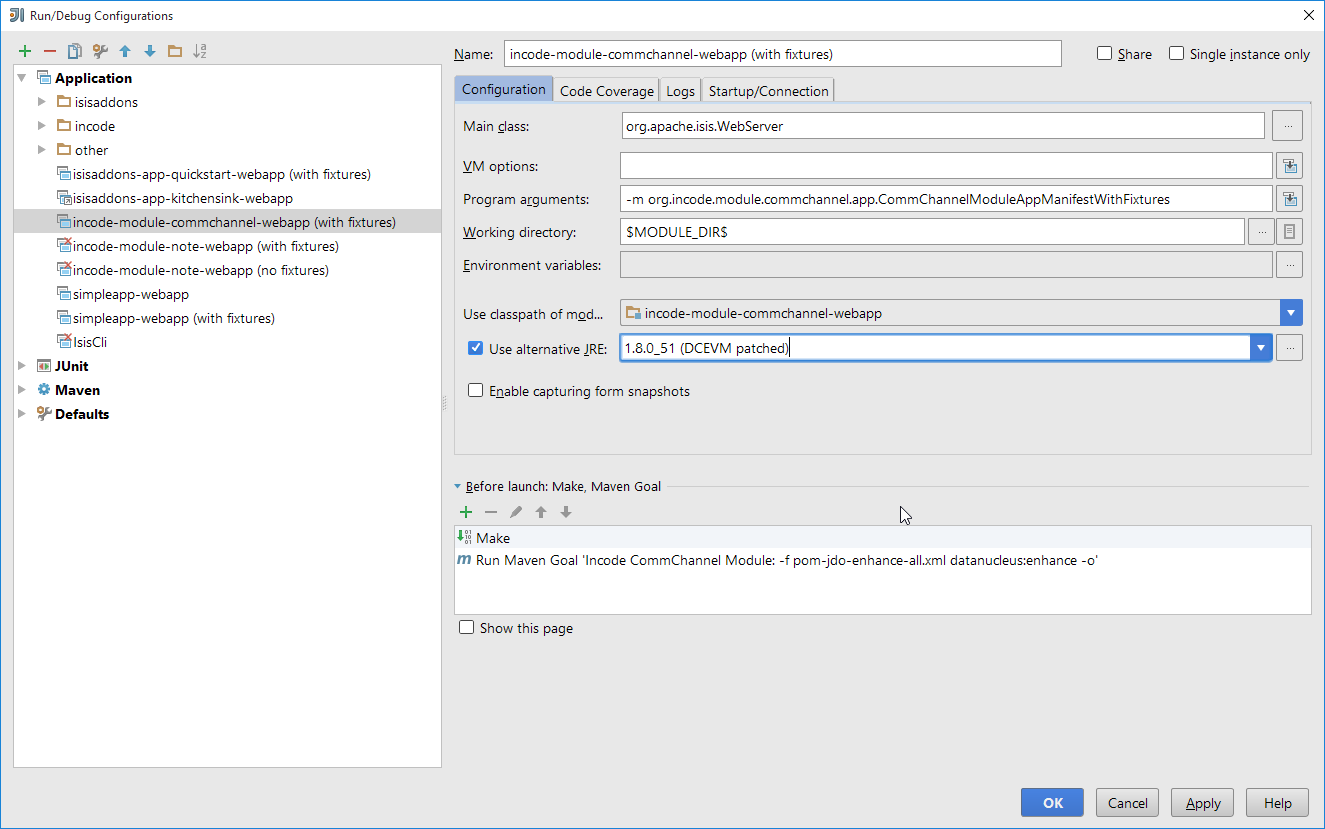 Run/Debug Configurations
Application
isisaddons
incode
other
isisaddons-app-quickstart-webapp (with fixtures)
isisaddons-app-kitchensink-webapp
incode-module-commchannel-webapp (with fixtures)
incode-module-note-webapp (with fixtures)
incode-module-note-webapp (no fixtures)
simpleapp-webapp
simpleapp-webapp (with fixtures)
IsisCli
JUnit
Maven
Defaults
Name: incode-module-commchannel-webapp (with fixtures) Share Single instance only
Configuration Code Coverage Logs Startup/Connection
Main class: org.apache.isis.WebServer ...
VM options:
Program arguments: -m org.incode.module.commchannel.app.CommChannelModuleAppManifestWithFixtures
Working directory: $MODULE_DIR$ ...
Environment variables: ...
Use classpath of mod... incode-module-commchannel-webapp
Use alternative JRE: 1.8.0_51 (DCEVM patched) ...
Enable capturing form snapshots
Before launch: Make, Maven Goal
Make
Run Maven Goal 'Incode CommChannel Module: -f pom-jdo-enhance-all.xml datanucleus:enhance -o'
Show this page
OK Cancel Apply Help